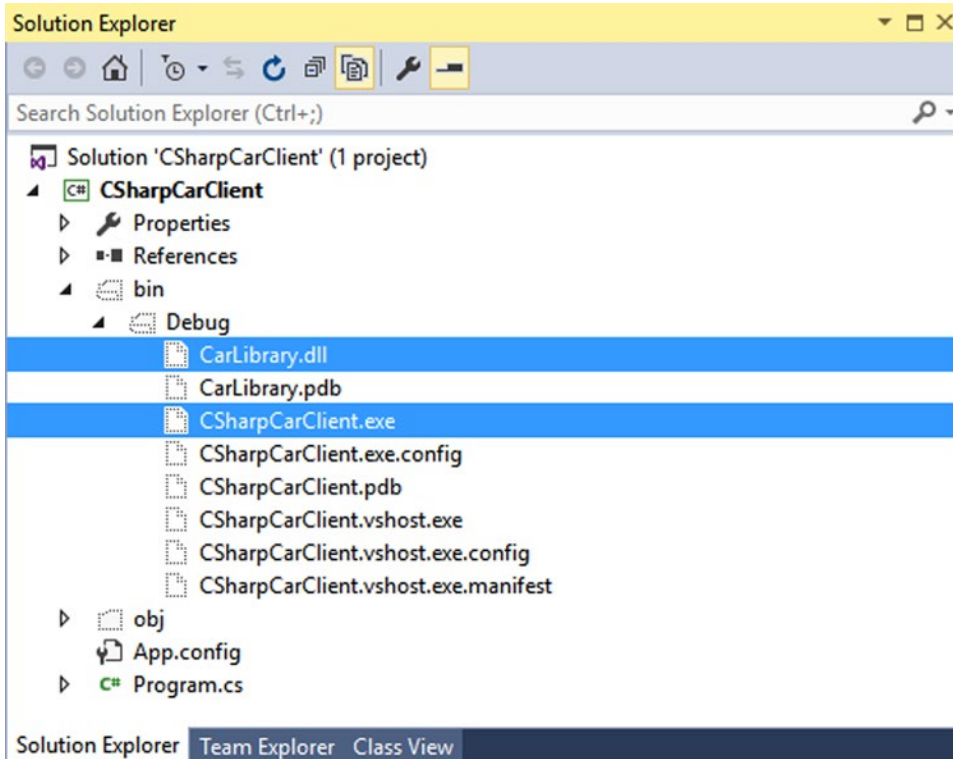 Solution Explorer
Search Solution Explorer (Ctrl+;)
Solution 'CSharpCarClient' (1 project)
C# CSharpCarClient
Properties
References
bin
Debug
CarLibrary.dll
CarLibrary.pdb
CSharpCarClient.exe
CSharpCarClient.exe.config
CSharpCarClient.pdb
CSharpCarClient.vshost.exe
CSharpCarClient.vshost.exe.config
CSharpCarClient.vshost.exe.manifest
obj
App.config
C# Program.cs
Solution Explorer Team Explorer Class View